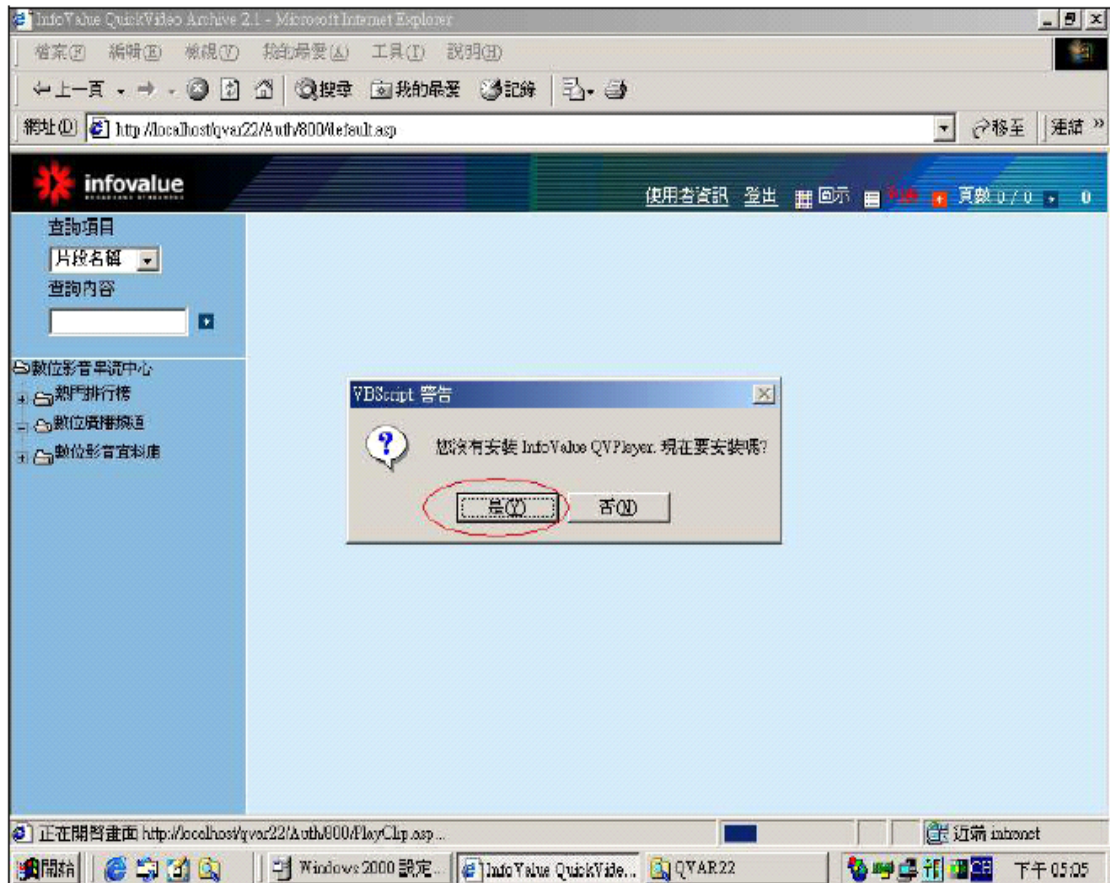 InfoValue QuickVideo Archive 2.1 - Microsoft Internet Explorer
檔案(F) 編輯(E) 檢視(V) 我的最愛(A) 工具(T) 說明(H)
上一頁 搜尋 我的最愛 記錄
網址(D) http://localhost/qvar22/Auth/800/default.asp 移至 連結 »
infovalue
使用者資訊 登出 圖示 頁數 0 / 0 0
查詢項目
片段名稱
查詢內容
數位影音串流中心
熱門排行榜
數位廣播頻道
數位影音資料庫
VBScript 警告
您沒有安裝 InfoValue QVPlayer. 現在要安裝嗎?
是(Y) 否(N)
正在開啟畫面 http://localhost/qvar22/Auth/800/PlayClip.asp...
近端 intranet
開始 Windows 2000 設定... InfoValue QuickVide... QVAR22 CH 下午 05:05